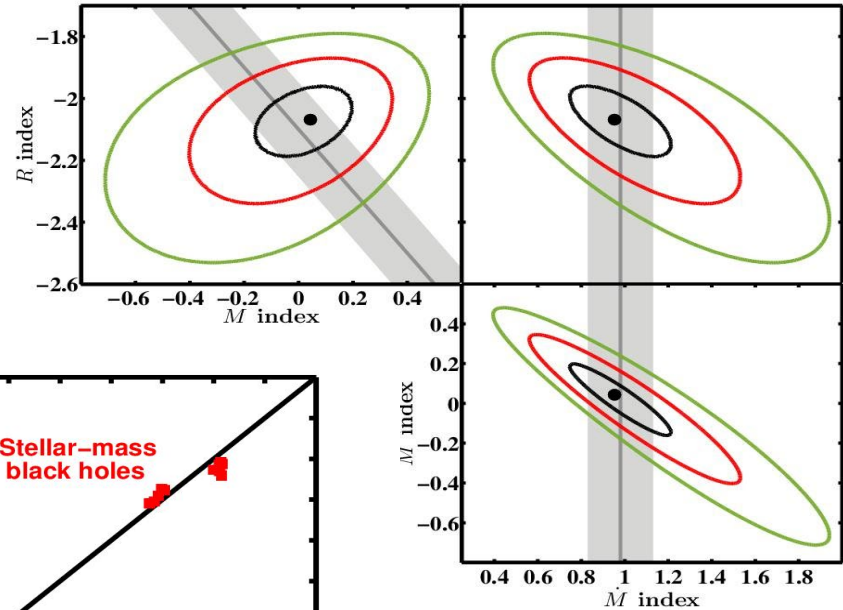 −1.8
−2
−2.2
−2.4
−2.6
R index
−0.6 −0.4 −0.2 0 0.2 0.4
M index
0.4
0.2
0
−0.2
−0.4
−0.6
M index
0.4 0.6 0.8 1 1.2 1.4 1.6 1.8
Ṁ index
Stellar−mass
black holes